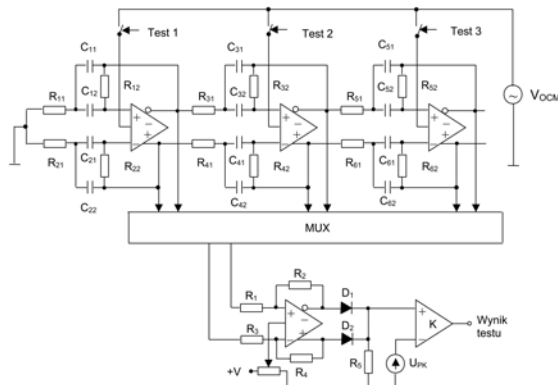 Test 1 Test 2 Test 3
C11 C31 C51
R12 R32 R52
R11 C12 R31 C32 R51 C52
VOCM
R21 C21 R22 R41 C41 R42 R61 C61 R62
C22 C42 C62
MUX
R1 R2 D1
K Wynik
testu
R3 D2
+V R4 R5 UPK